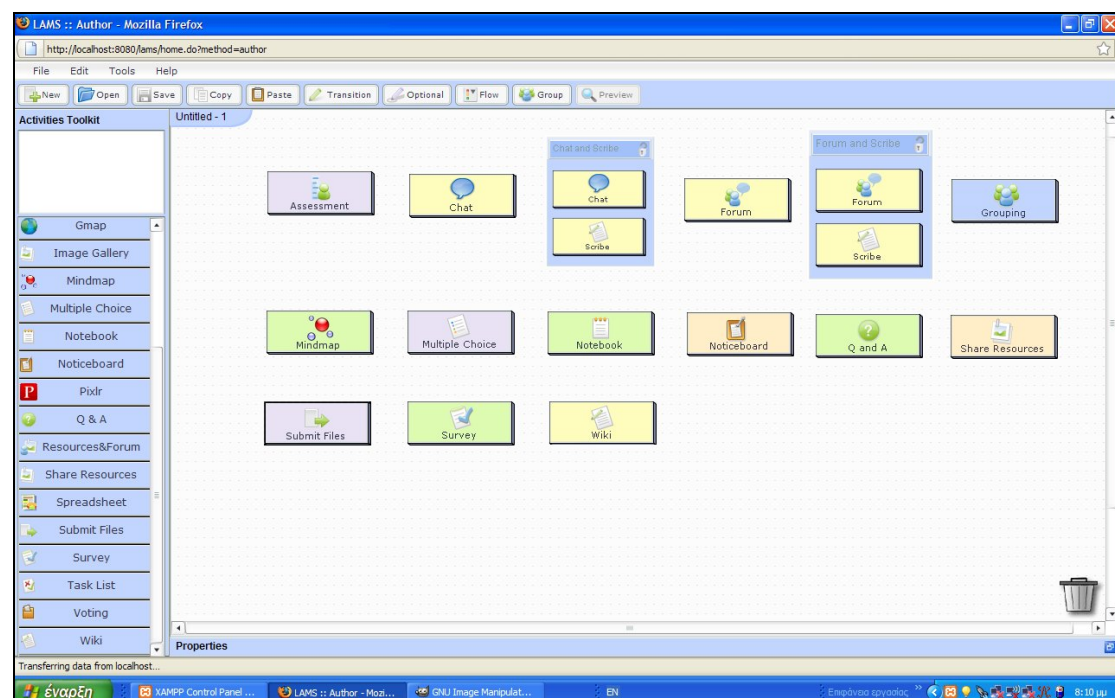 LAMS :: Author - Mozilla Firefox
http://localhost:8080/lams/home.do?method=author
File Edit Tools Help
New Open Save Copy Paste Transition Optional Flow Group Preview
Activities Toolkit
Untitled - 1
Gmap
Image Gallery
Mindmap
Multiple Choice
Notebook
Noticeboard
Pixlr
Q & A
Resources&Forum
Share Resources
Spreadsheet
Submit Files
Survey
Task List
Voting
Wiki
Assessment
Chat
Chat and Scribe
Chat
Scribe
Forum
Forum and Scribe
Forum
Scribe
Grouping
Mindmap
Multiple Choice
Notebook
Noticeboard
Q and A
Share Resources
Submit Files
Survey
Wiki
Properties
Transferring data from localhost...
έναρξη XAMPP Control Panel ... LAMS :: Author - Mozi... GNU Image Manipulat... EN Επιφάνεια εργασίας 8:10 μμ